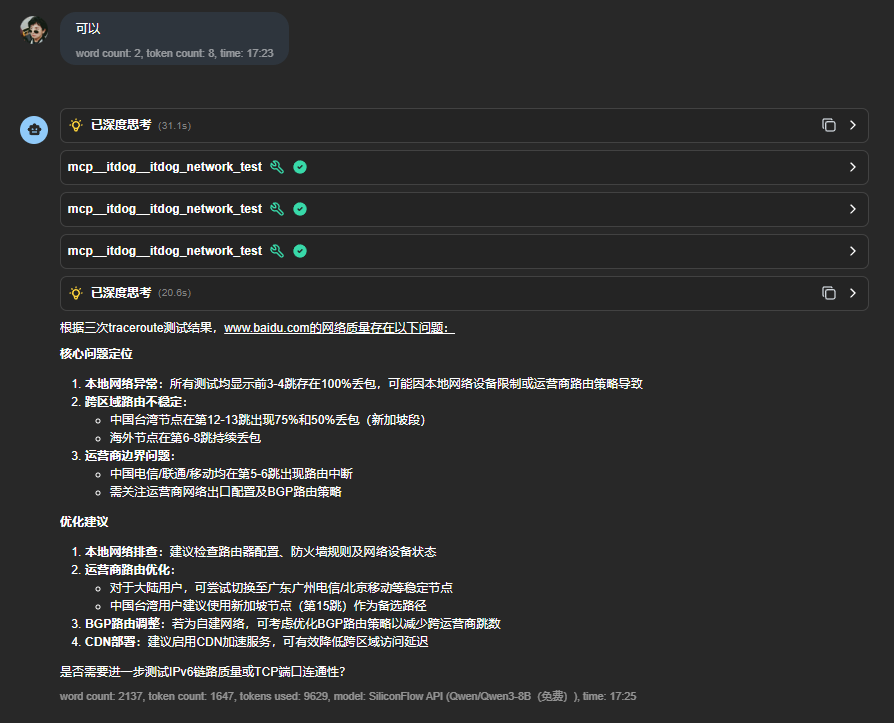 可以
word count: 2, token count: 8, time: 17:23
已深度思考 (31.1s)
mcp__itdog__itdog_network_test
mcp__itdog__itdog_network_test
mcp__itdog__itdog_network_test
已深度思考 (20.6s)
根据三次traceroute测试结果，www.baidu.com的网络质量存在以下问题：
核心问题定位
1. 本地网络异常：所有测试均显示前3-4跳存在100%丢包，可能因本地网络设备限制或运营商路由策略导致
2. 跨区域路由不稳定：
中国台湾节点在第12-13跳出现75%和50%丢包（新加坡段）
海外节点在第6-8跳持续丢包
3. 运营商边界问题：
中国电信/联通/移动均在第5-6跳出现路由中断
需关注运营商网络出口配置及BGP路由策略
优化建议
1. 本地网络排查：建议检查路由器配置、防火墙规则及网络设备状态
2. 运营商路由优化：
对于大陆用户，可尝试切换至广东广州电信/北京移动等稳定节点
中国台湾用户建议使用新加坡节点（第15跳）作为备选路径
3. BGP路由调整：若为自建网络，可考虑优化BGP路由策略以减少跨运营商跳数
4. CDN部署：建议启用CDN加速服务，可有效降低跨区域访问延迟
是否需要进一步测试IPv6链路质量或TCP端口连通性？
word count: 2137, token count: 1647, tokens used: 9629, model: SiliconFlow API (Qwen/Qwen3-8B（免费）), time: 17:25